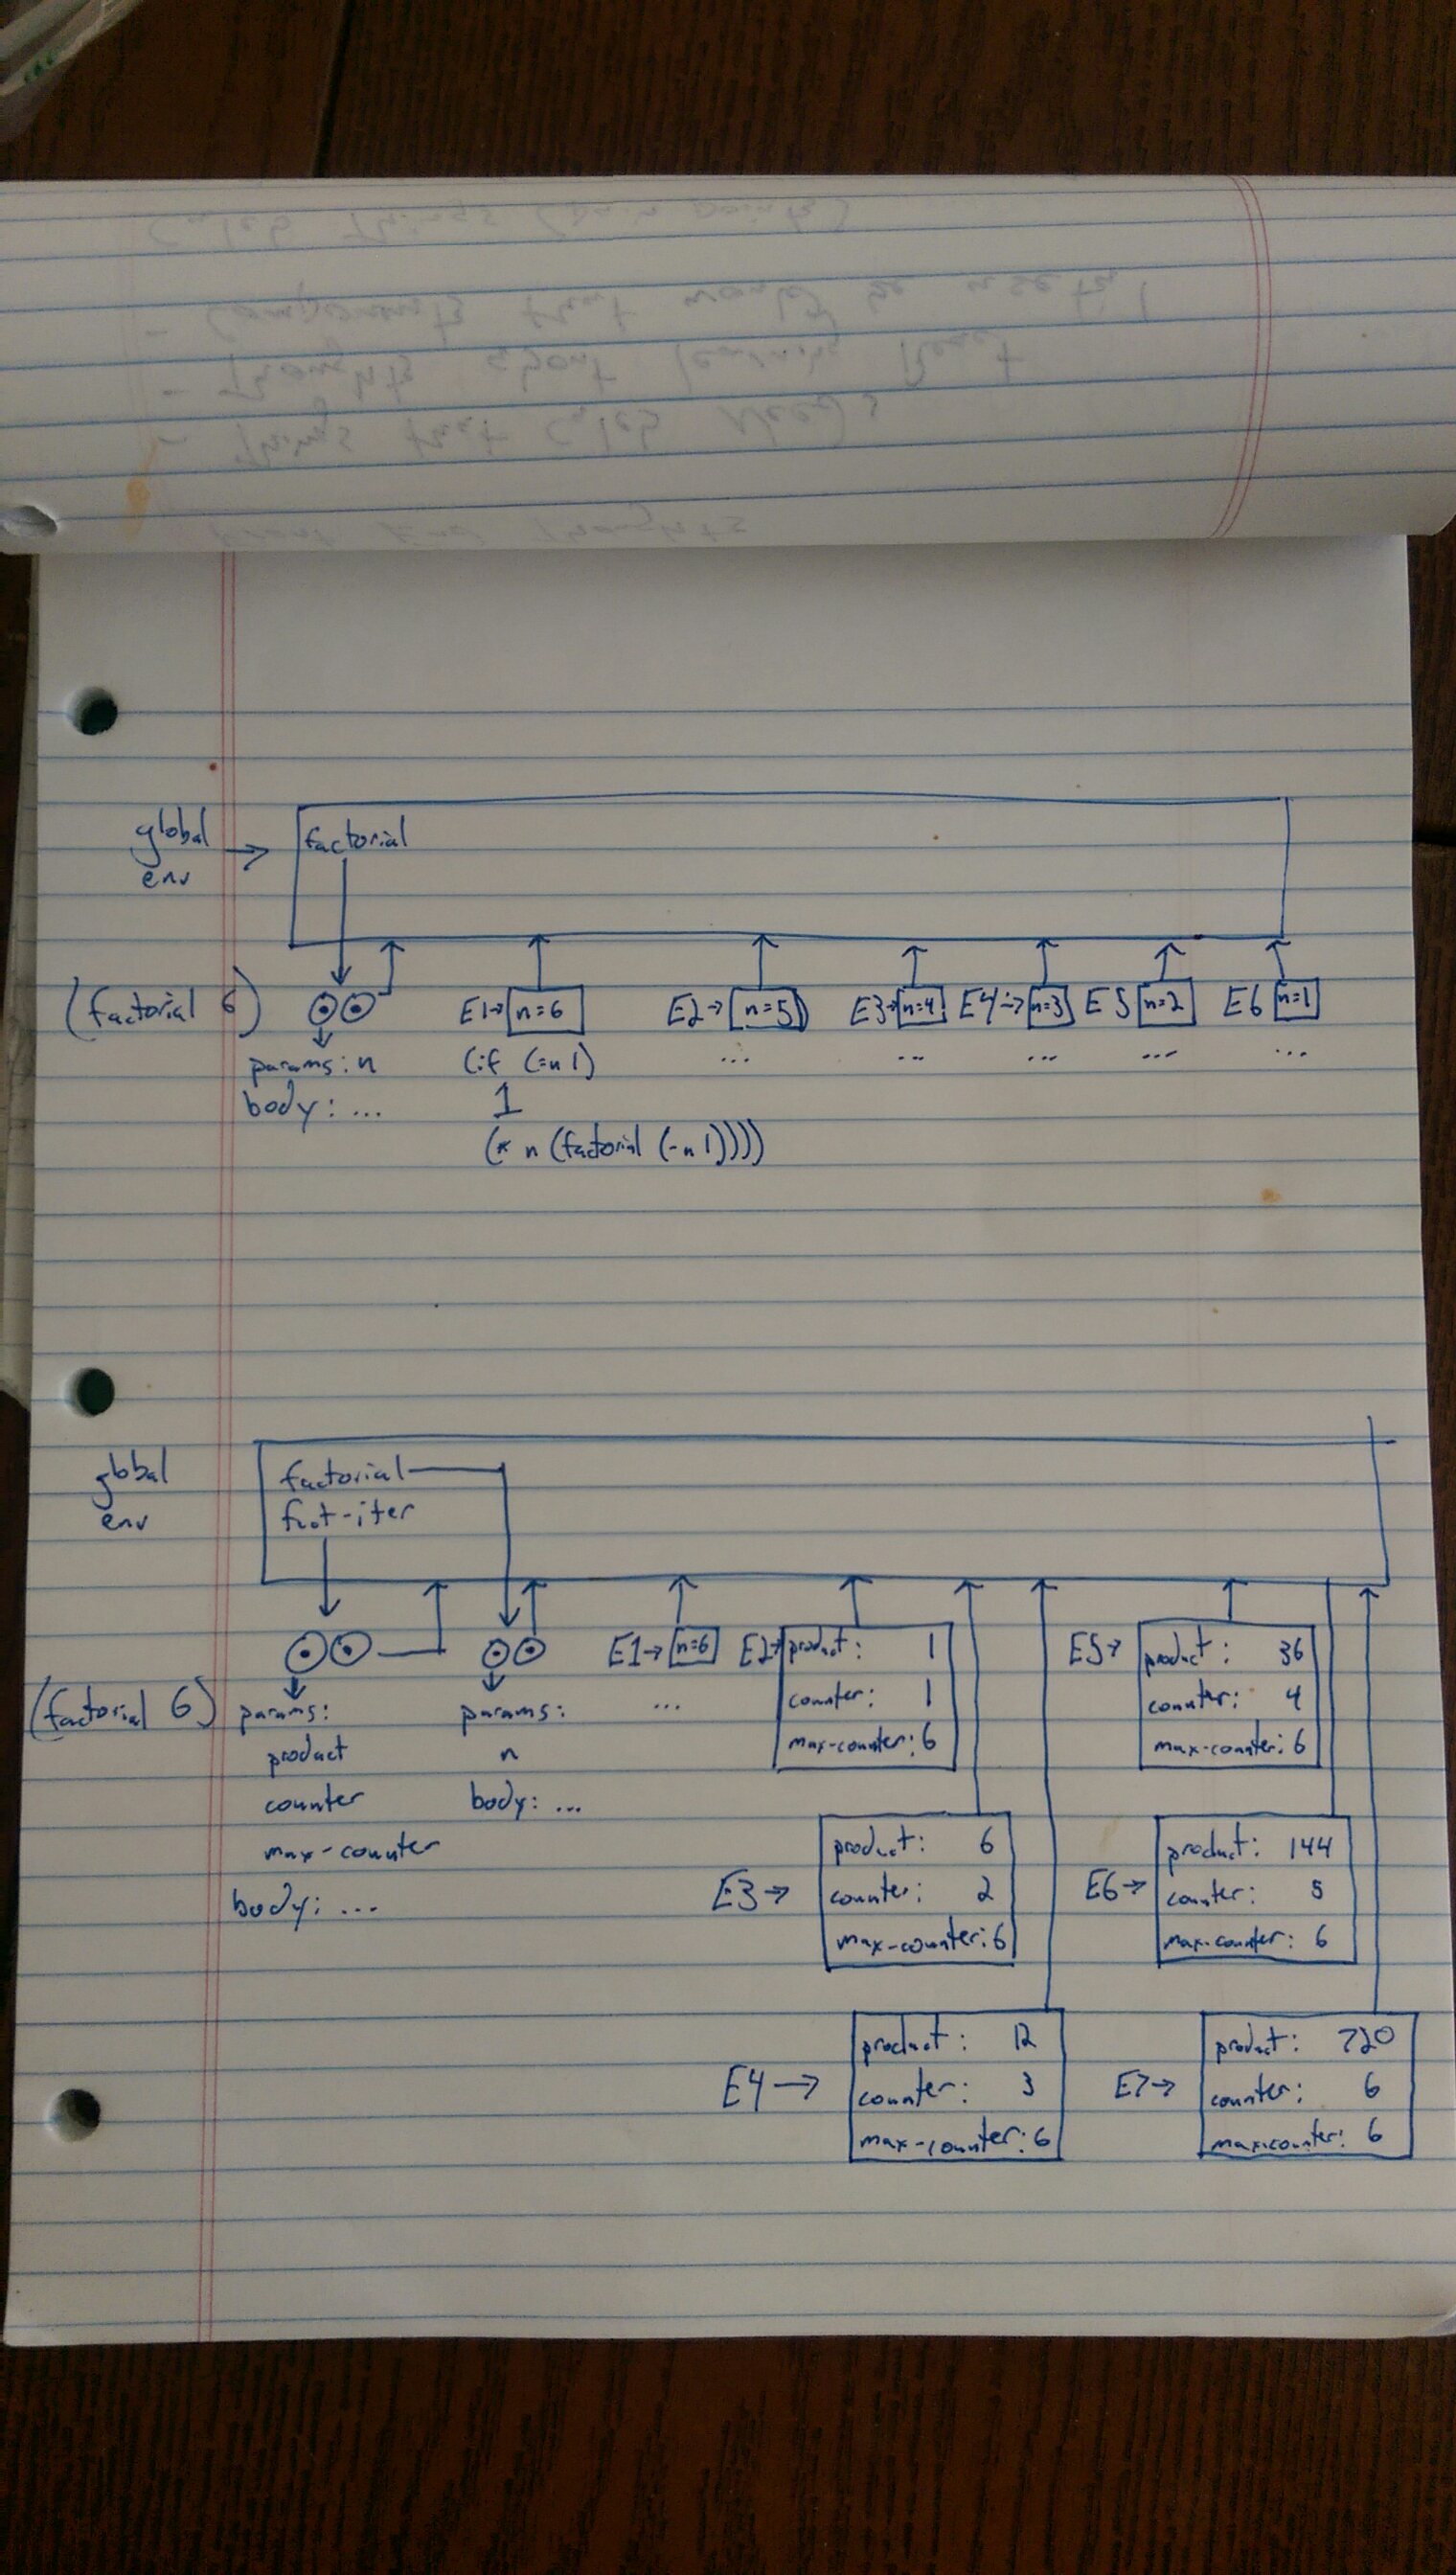 global
env
factorial
(factorial 6)
E1→ n=6
E2→ n=5
E3→ n=4
E4→ n=3
E5 n=2
E6 n=1
params: n
body: ...
(if (=n 1)
1
(* n (factorial (-n 1))))
...
...
...
...
...
global
env
factorial
fact-iter
(factorial 6)
params:
product
counter
max-counter
body: ...
params:
n
body: ...
E1→ n=6
...
E2→
product: 1
counter: 1
max-counter: 6
E3→
product: 6
counter: 2
max-counter: 6
E4→
product: 12
counter: 3
max-counter: 6
E5→
product: 36
counter: 4
max-counter: 6
E6→
product: 144
counter: 5
max-counter: 6
E7→
product: 720
counter: 6
max-counter: 6